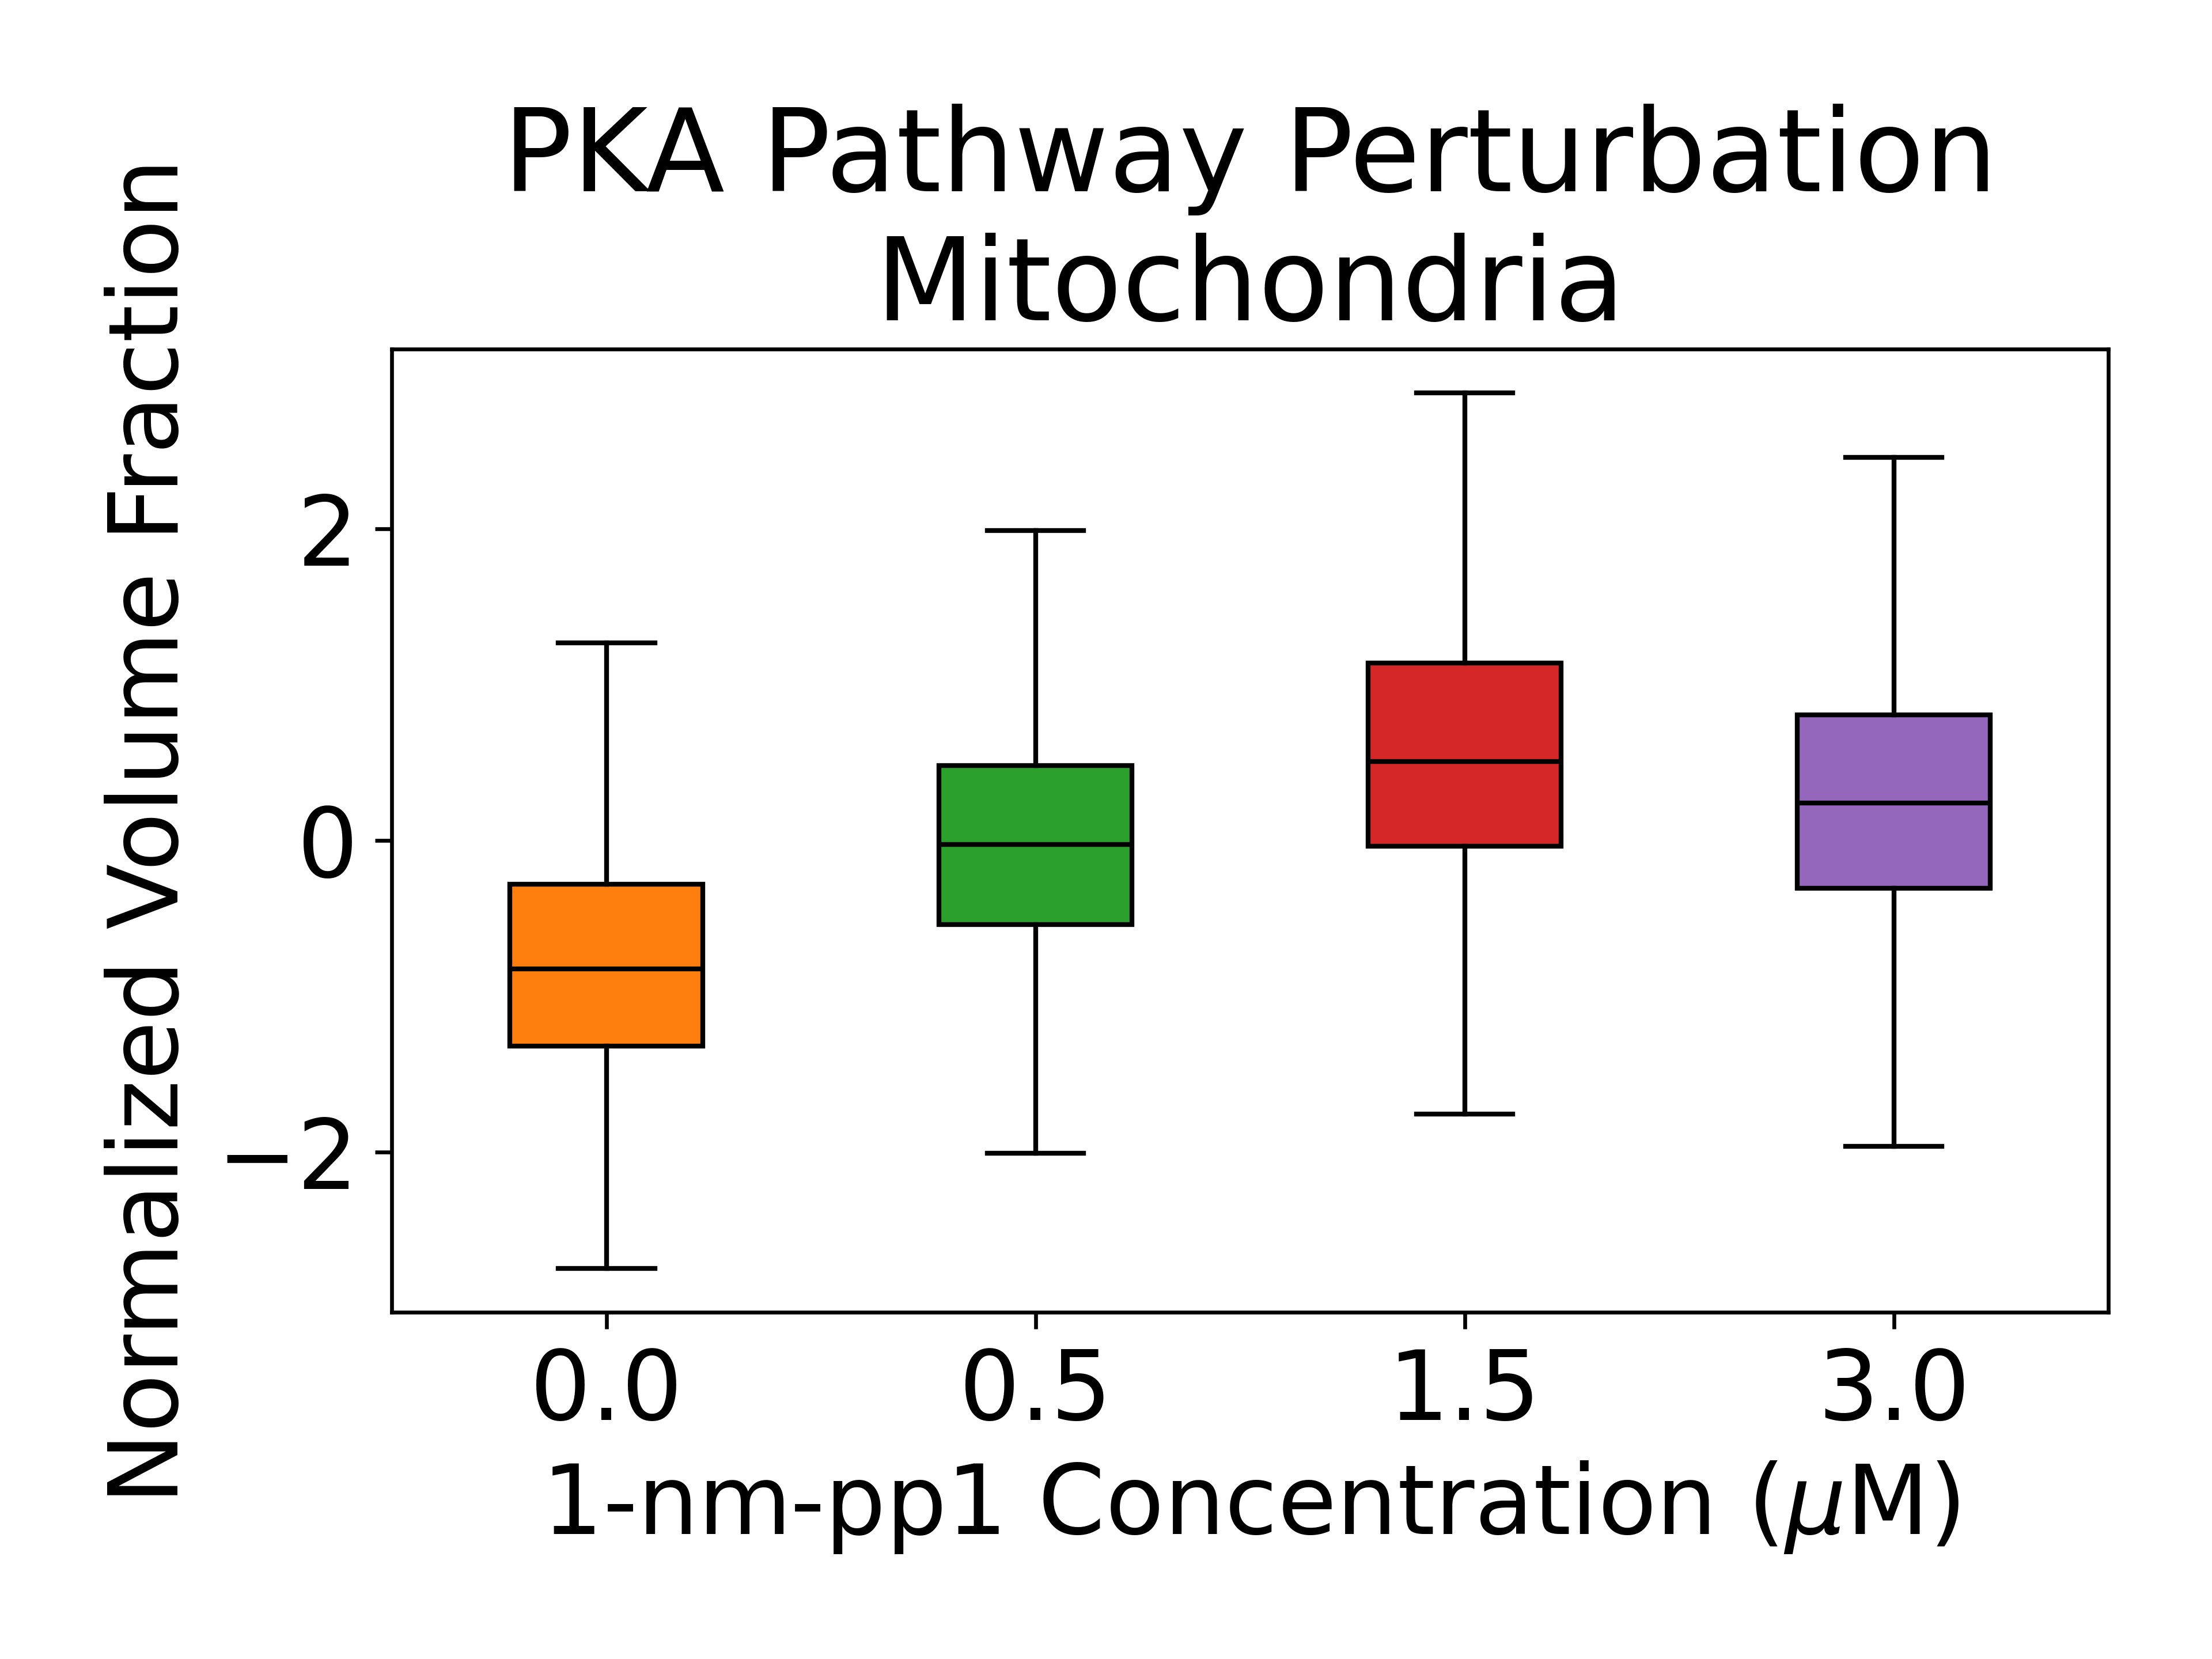 PKA Pathway Perturbation
Mitochondria
Normalized Volume Fraction
2
0
−2
0.0 0.5 1.5 3.0
1-nm-pp1 Concentration (μM)